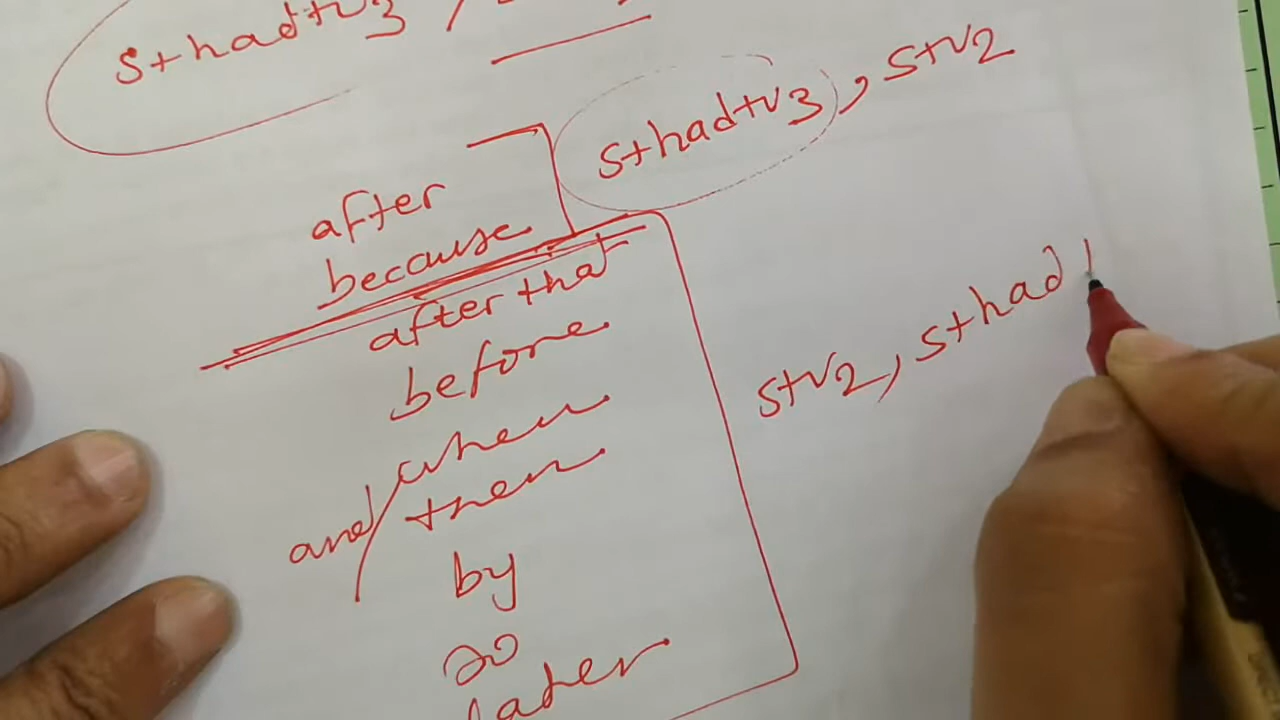 s+had+v3 ,
s+had+v3 , s+v2
after
because
after that
before
when
and/then
by
so
later
s+v2, s+had